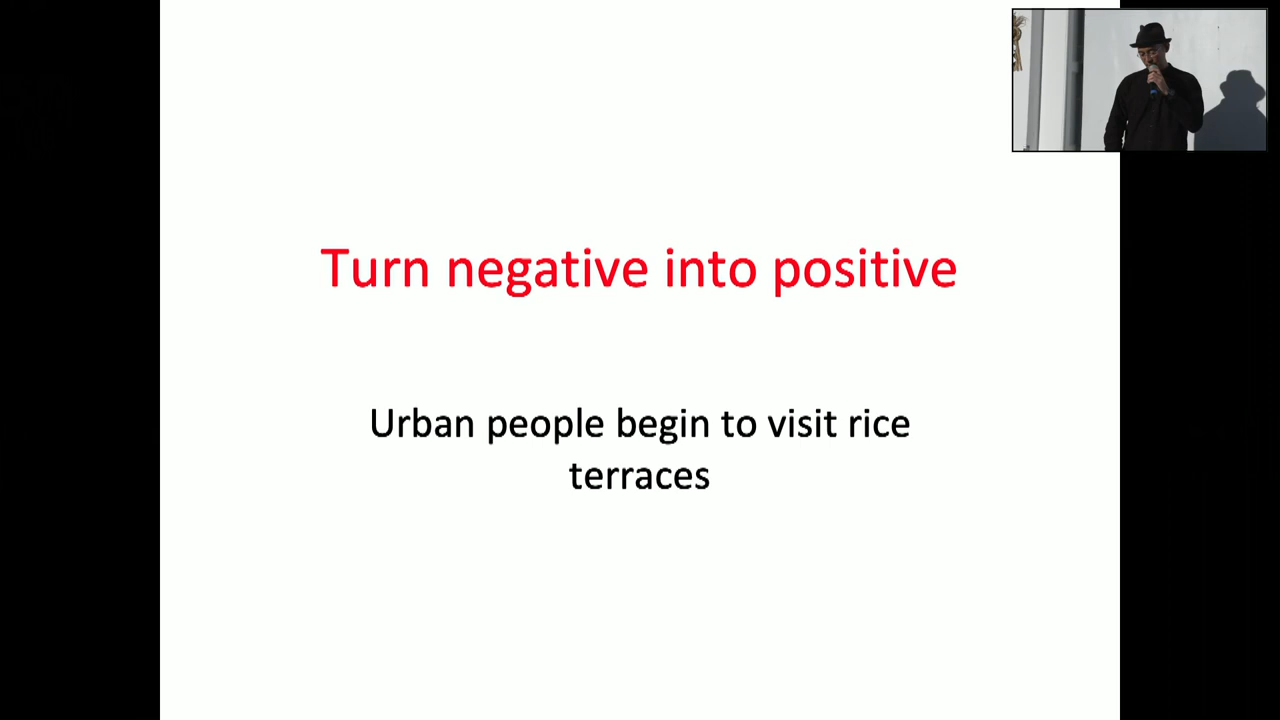 Turn negative into positive
Urban people begin to visit rice
terraces